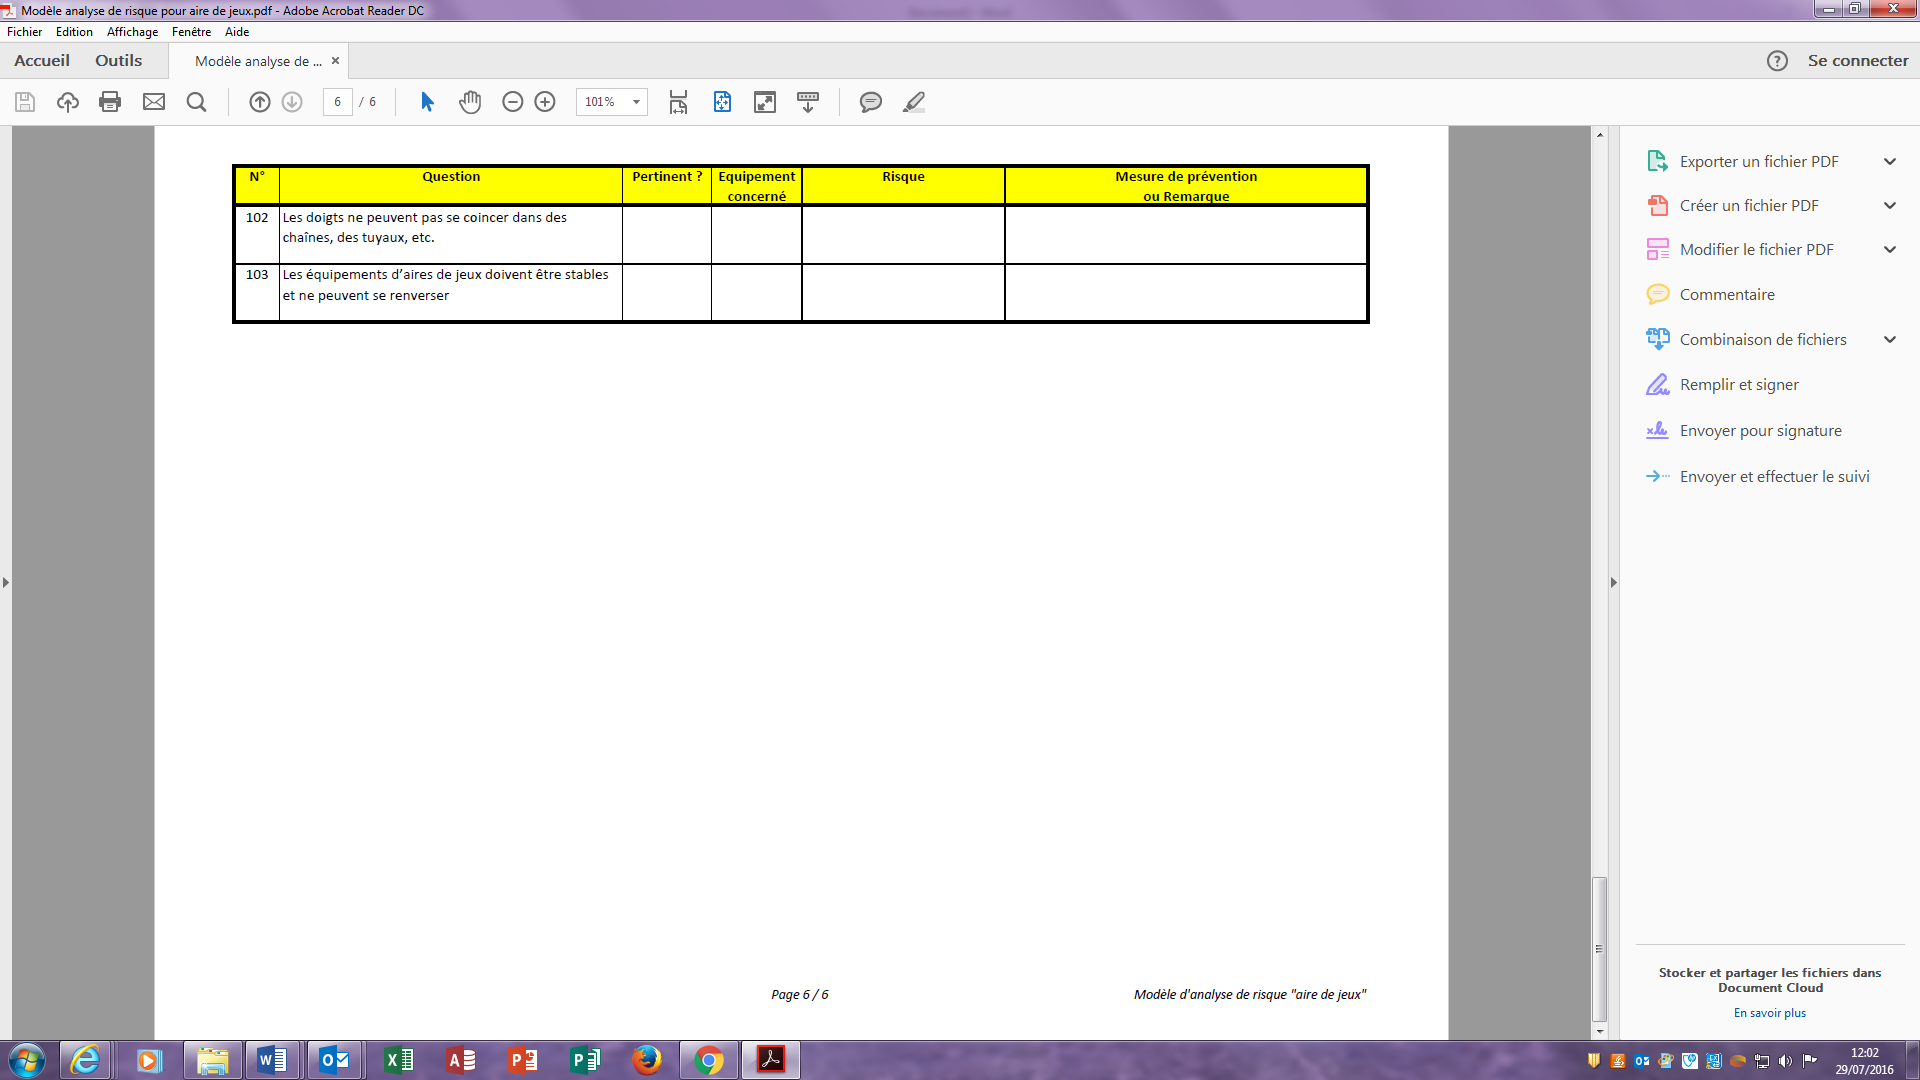 Modèle analyse de risque pour aire de jeux.pdf - Adobe Acrobat Reader DC
Fichier Edition Affichage Fenêtre Aide
Accueil Outils Modèle analyse de ... × ? Se connecter
6 / 6 101%
N° Question Pertinent ? Equipement concerné Risque Mesure de prévention ou Remarque
102 Les doigts ne peuvent pas se coincer dans des
chaînes, des tuyaux, etc.
103 Les équipements d’aires de jeux doivent être stables
et ne peuvent se renverser
Page 6 / 6 Modèle d'analyse de risque "aire de jeux"
Exporter un fichier PDF
Créer un fichier PDF
Modifier le fichier PDF
Commentaire
Combinaison de fichiers
Remplir et signer
Envoyer pour signature
Envoyer et effectuer le suivi
Stocker et partager les fichiers dans
Document Cloud
En savoir plus
12:02
29/07/2016